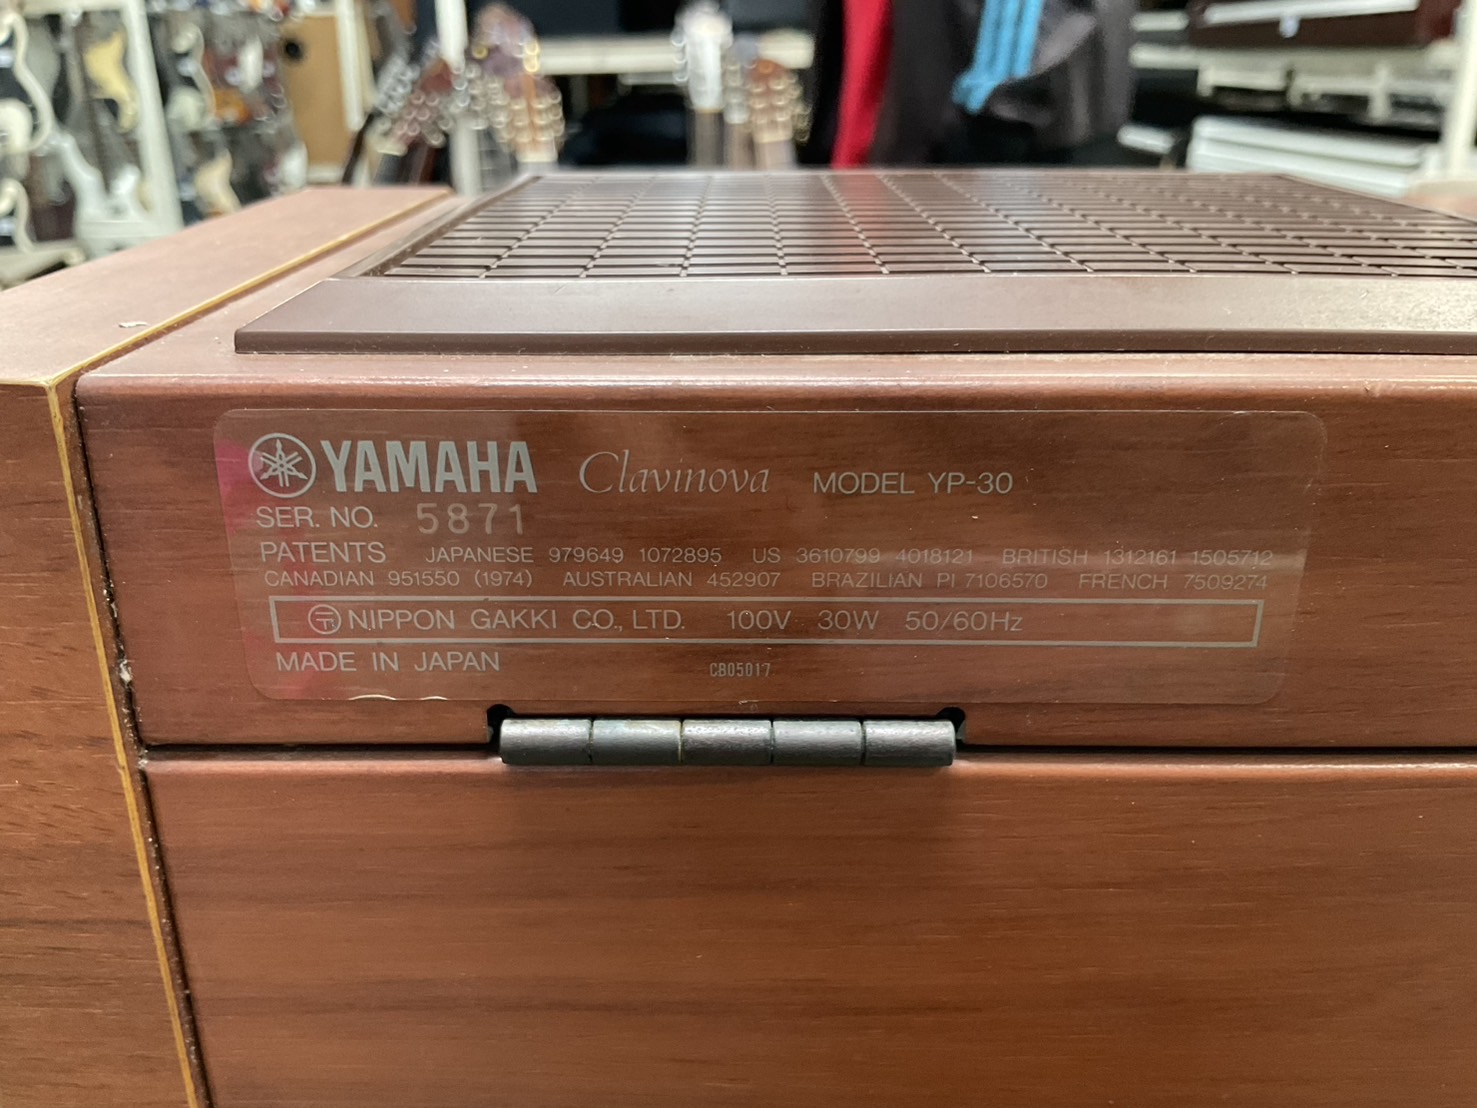 YAMAHA Clavinova MODEL YP-30
SER. NO. 5871
PATENTS JAPANESE 979649 1072895 US 3610799 4018121 BRITISH 1312161 1505712
CANADIAN 951550 (1974) AUSTRALIAN 452907 BRAZILIAN PI 7106570 FRENCH 7509274
NIPPON GAKKI CO., LTD. 100V 30W 50/60Hz
MADE IN JAPAN CB05017